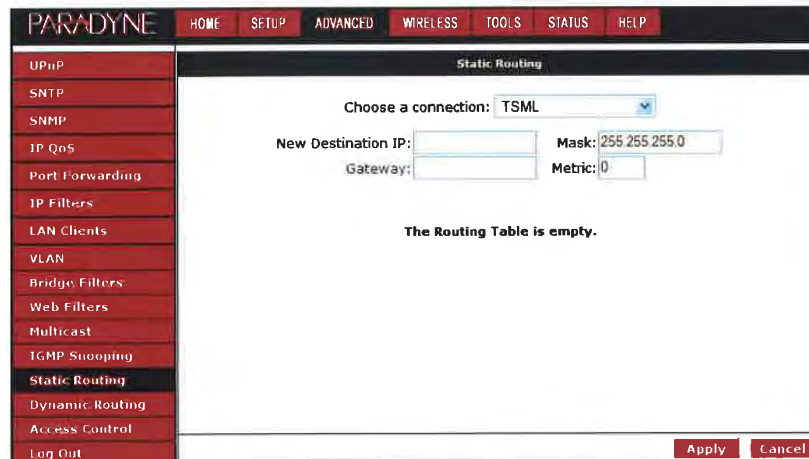 PARADYNE HOME SETUP ADVANCED WIRELESS TOOLS STATUS HELP
UPnP
SNTP
SNMP
IP QoS
Port Forwarding
IP Filters
LAN Clients
VLAN
Bridge Filters
Web Filters
Multicast
IGMP Snooping
Static Routing
Dynamic Routing
Access Control
Log Out
Static Routing
Choose a connection: TSML
New Destination IP: Mask: 255.255.255.0
Gateway: Metric: 0
The Routing Table is empty.
Apply Cancel